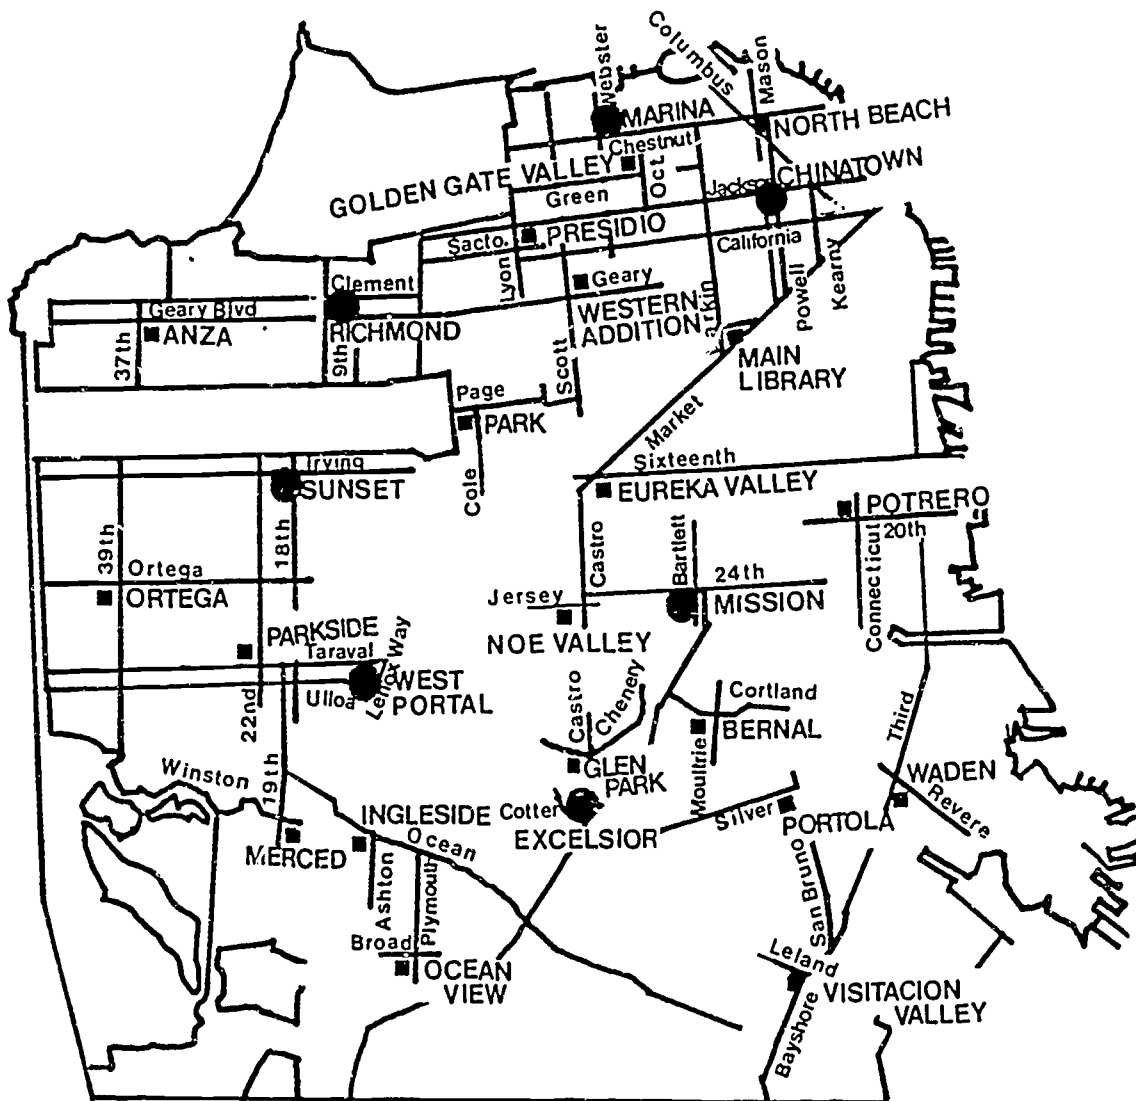 Columbus
Webster
Mason
MARINA
NORTH BEACH
Chestnut
GOLDEN GATE VALLEY
Oct
CHINATOWN
Green
PRESIDIO
Sacto.
California
Lyon
Kearny
Powell
Clement
Geary
Geary Blvd
WESTERN
ADDITION
RICHMOND
ANZA
37th
9th
Scott
MAIN
LIBRARY
Page
PARK
Market
Cole
Irving
Sixteenth
SUNSET
EUREKA VALLEY
POTRERO
20th
39th
18th
Castro
Bartlett
Connecticut
Ortega
24th
ORTEGA
Jersey
MISSION
NOE VALLEY
PARKSIDE
Taraval
Lenox Way
WEST
PORTAL
Ulloa
22nd
Castro
Chenery
Cortland
BERNAL
Moultrie
Third
19th
Winston
GLEN
PARK
WADEN
Revere
Cotter
EXCELSIOR
Silver
PORTOLA
INGLESIDE
Ocean
MERCED
Ashton
Plymouth
San Bruno
Broad
OCEAN
VIEW
Leland
VISITACION
VALLEY
Bayshore